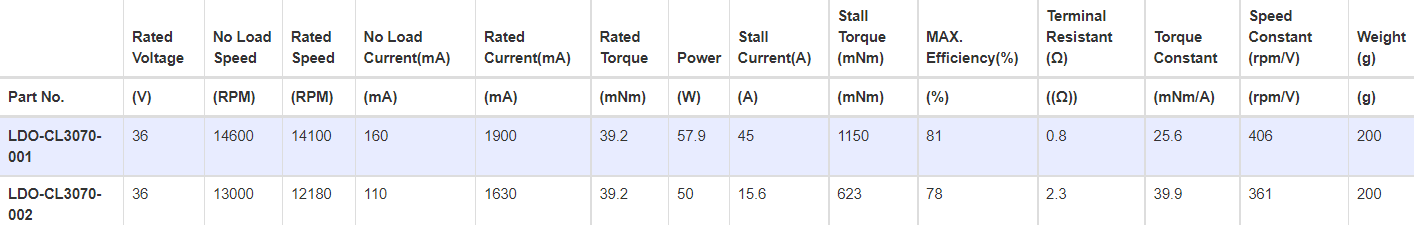 Rated Voltage No Load Speed Rated Speed No Load Current(mA) Rated Current(mA) Rated Torque Power Stall Current(A) Stall Torque (mNm) MAX. Efficiency(%) Terminal Resistant (Ω) Torque Constant Speed Constant (rpm/V) Weight (g)
Part No. (V) (RPM) (RPM) (mA) (mA) (mNm) (W) (A) (mNm) (%) ((Ω)) (mNm/A) (rpm/V) (g)
LDO-CL3070-001 36 14600 14100 160 1900 39.2 57.9 45 1150 81 0.8 25.6 406 200
LDO-CL3070-002 36 13000 12180 110 1630 39.2 50 15.6 623 78 2.3 39.9 361 200